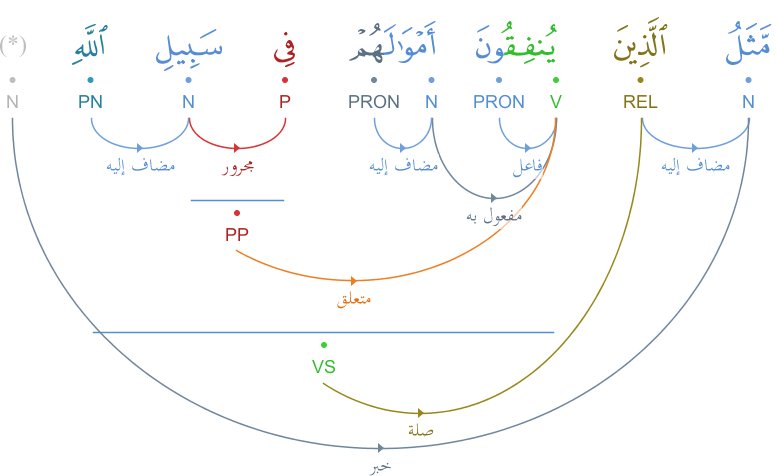 مَّثَلُ ٱلَّذِينَ يُنفِقُونَ أَمْوَٰلَهُمْ فِى سَبِيلِ ٱللَّهِ (*)
N REL V PRON N PRON P N PN N
مضاف إليه فاعل مضاف إليه مجرور مضاف إليه
مفعول به
PP
متعلق
VS
صلة
خبر